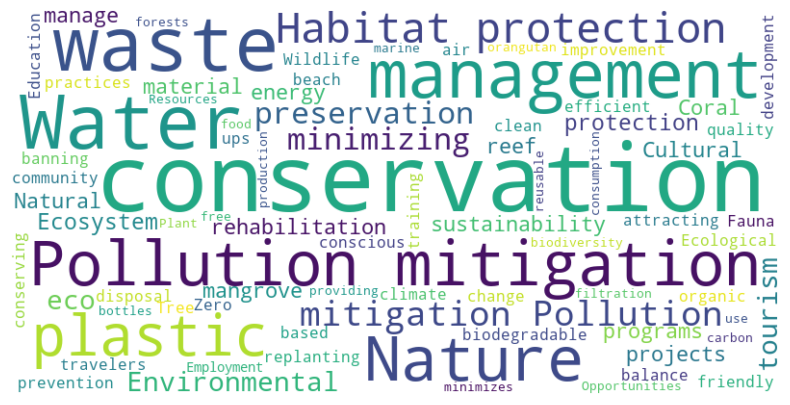 manage
forests
waste
Habitat protection
Education
Wildlife
marine
air
orangutan
improvement
development
practices
material
energy
beach
management
Resources
Water
food
ups
preservation
minimizing
clean
reef
efficient
protection
Coral
quality
banning
community
conservation
production
reusable
consumption
Cultural
Natural
Ecosystem
Plant
free
rehabilitation
training
sustainability
attracting
Fauna
conscious
biodiversity
Ecological
conserving
Pollution mitigation
eco
disposal
bottles
Tree
Zero
mangrove
providing
climate
change
filtration
organic
tourism
plastic
based
mitigation Pollution
biodegradable
programs
use
carbon
travelers
replanting
Nature
projects
balance
prevention
Environmental
Employment
minimizes
Opportunities
friendly